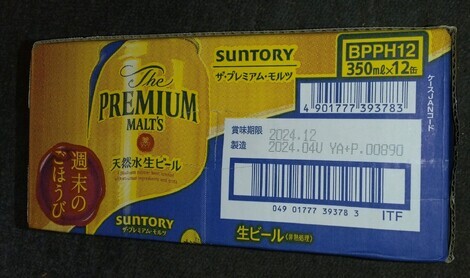 The
PREMIUM
MALT'S
天然水生ビール
週末の
ごほうび
SUNTORY
ザ・プレミアム・モルツ
SUNTORY
ザ・プレミアム・モルツ
BPPH12
350ml×12缶
4 901777 393783
ケースJANコード
賞味期限 2024.12
製造 2024.04U YA+P.00890
049 01777 39378 3
ITF
生ビール(非熱処理)